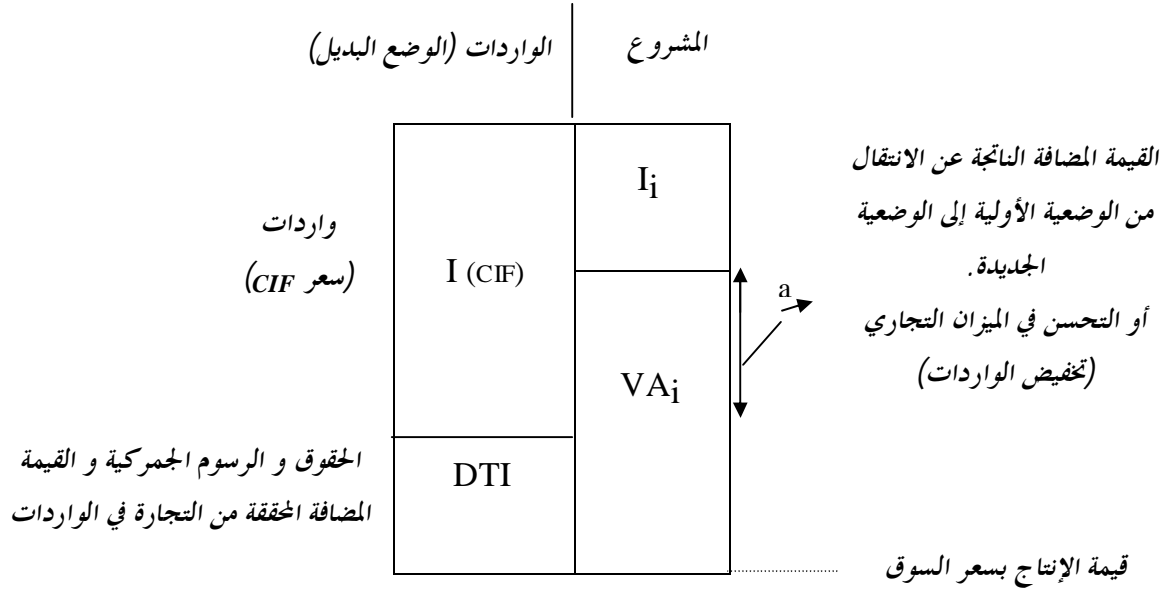 المشروع
الواردات (الوضع البديل)
القيمة المضافة الناتجة عن الانتقال
من الوضعية الأولية إلى الوضعية
الجديدة.
أو التحسن في الميزان التجاري
(تخفيض الواردات)
a
Ii
VAi
I (CIF)
DTI
واردات
(سعر CIF)
الحقوق و الرسوم الجمركية و القيمة
المضافة المحققة من التجارة في الواردات
قيمة الإنتاج بسعر السوق